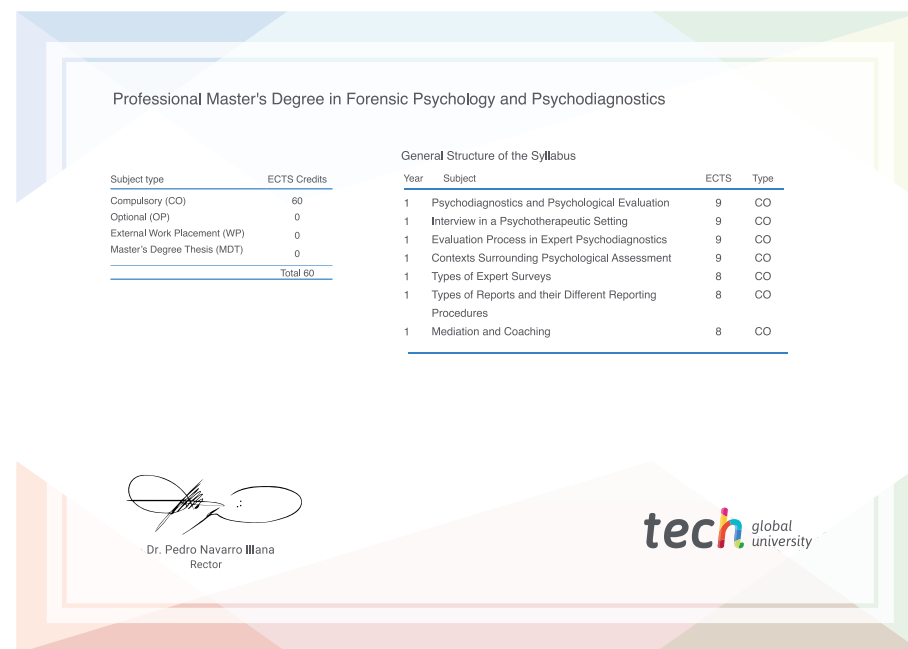 Professional Master's Degree in Forensic Psychology and Psychodiagnostics
Subject type ECTS Credits
Compulsory (CO) 60
Optional (OP) 0
External Work Placement (WP) 0
Master's Degree Thesis (MDT) 0
Total 60
General Structure of the Syllabus
Year Subject ECTS Type
1 Psychodiagnostics and Psychological Evaluation 9 CO
1 Interview in a Psychotherapeutic Setting 9 CO
1 Evaluation Process in Expert Psychodiagnostics 9 CO
1 Contexts Surrounding Psychological Assessment 9 CO
1 Types of Expert Surveys 8 CO
1 Types of Reports and their Different Reporting 8 CO
Procedures
1 Mediation and Coaching 8 CO
Dr. Pedro Navarro Illana
Rector
tech global
university